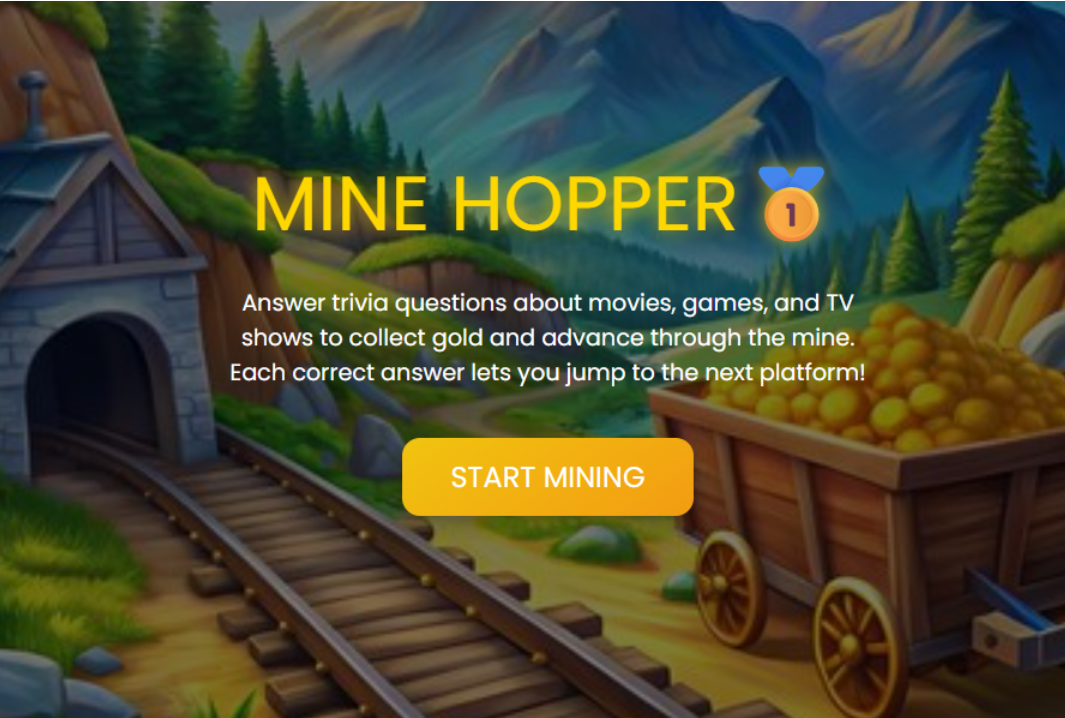 MINE HOPPER 🥇
Answer trivia questions about movies, games, and TV
shows to collect gold and advance through the mine.
Each correct answer lets you jump to the next platform!
START MINING